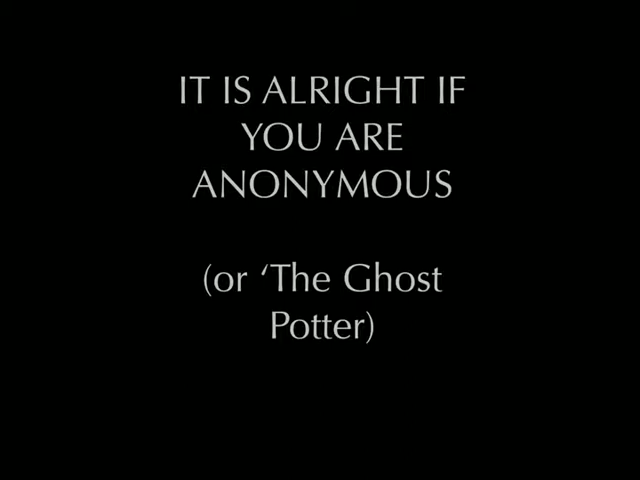 IT IS ALRIGHT IF
YOU ARE
ANONYMOUS
(or ‘The Ghost
Potter)